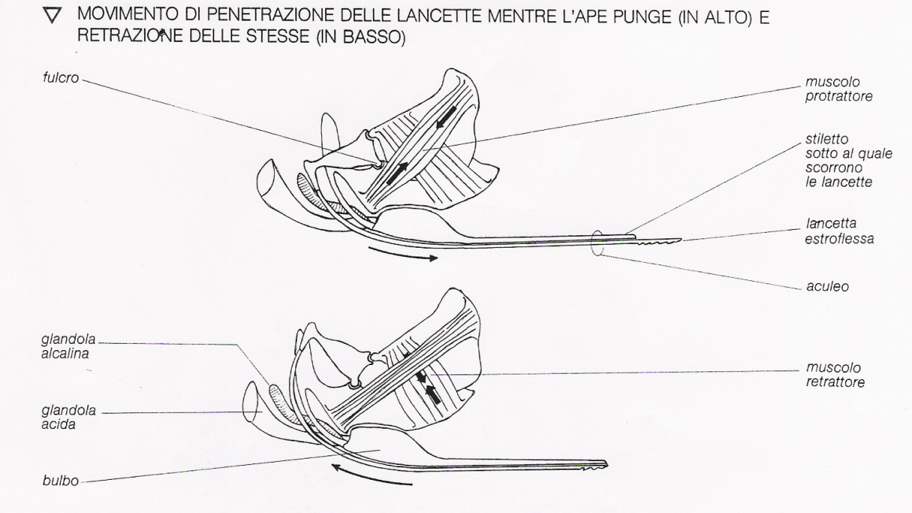 MOVIMENTO DI PENETRAZIONE DELLE LANCETTE MENTRE L'APE PUNGE (IN ALTO) E
RETRAZIONE DELLE STESSE (IN BASSO)
fulcro
muscolo
protrattore
stiletto
sotto al quale
scorrono
le lancette
lancetta
estroflessa
aculeo
glandola
alcalina
muscolo
retrattore
glandola
acida
bulbo